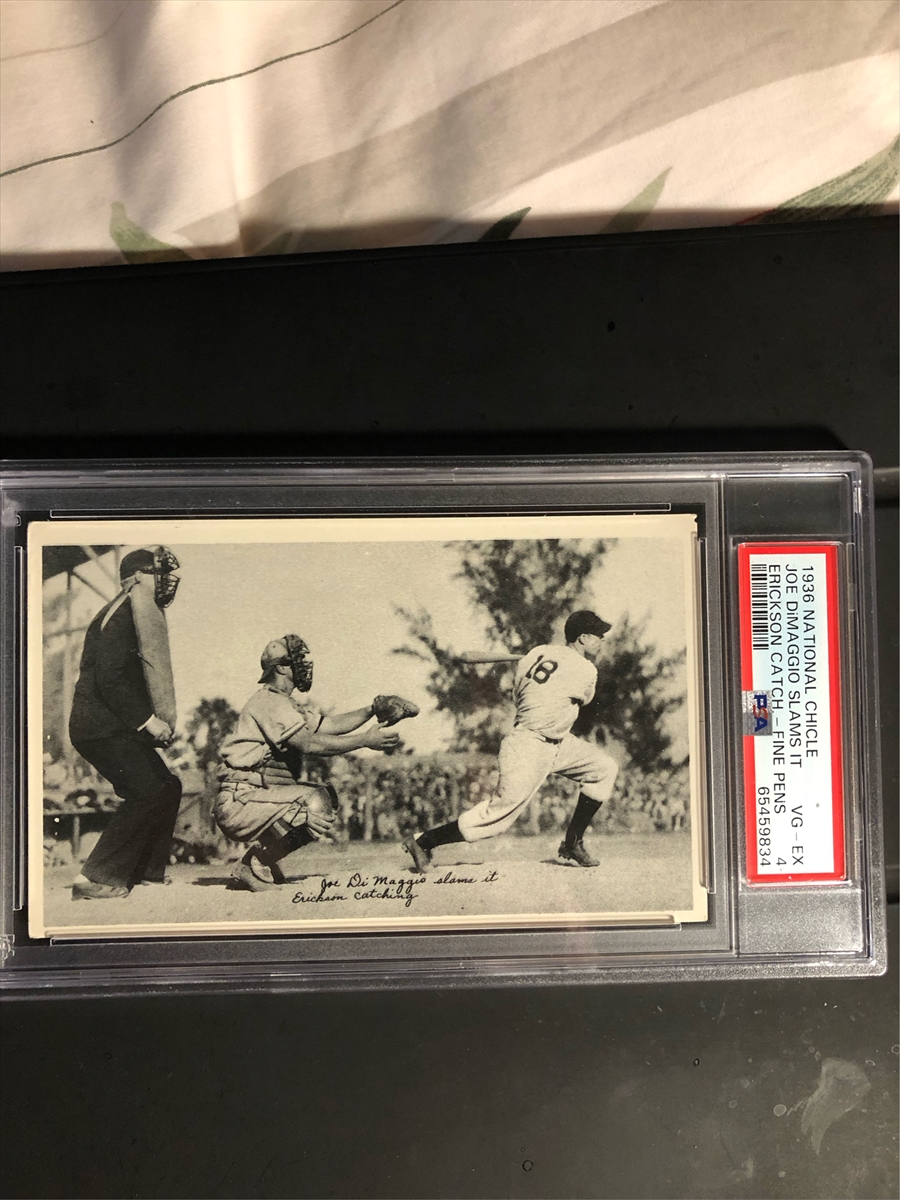 1936 NATIONAL CHICLE
JOE DiMAGGIO SLAMS IT VG - EX
ERICKSON CATCH. - FINE PENS 4
PSA 65459834
18
Joe Di Maggio slams it
Erickson catching